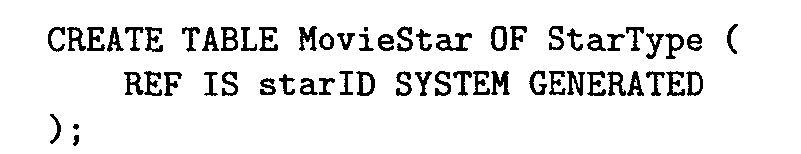 CREATE TABLE MovieStar OF StarType (
REF IS starID SYSTEM GENERATED
);